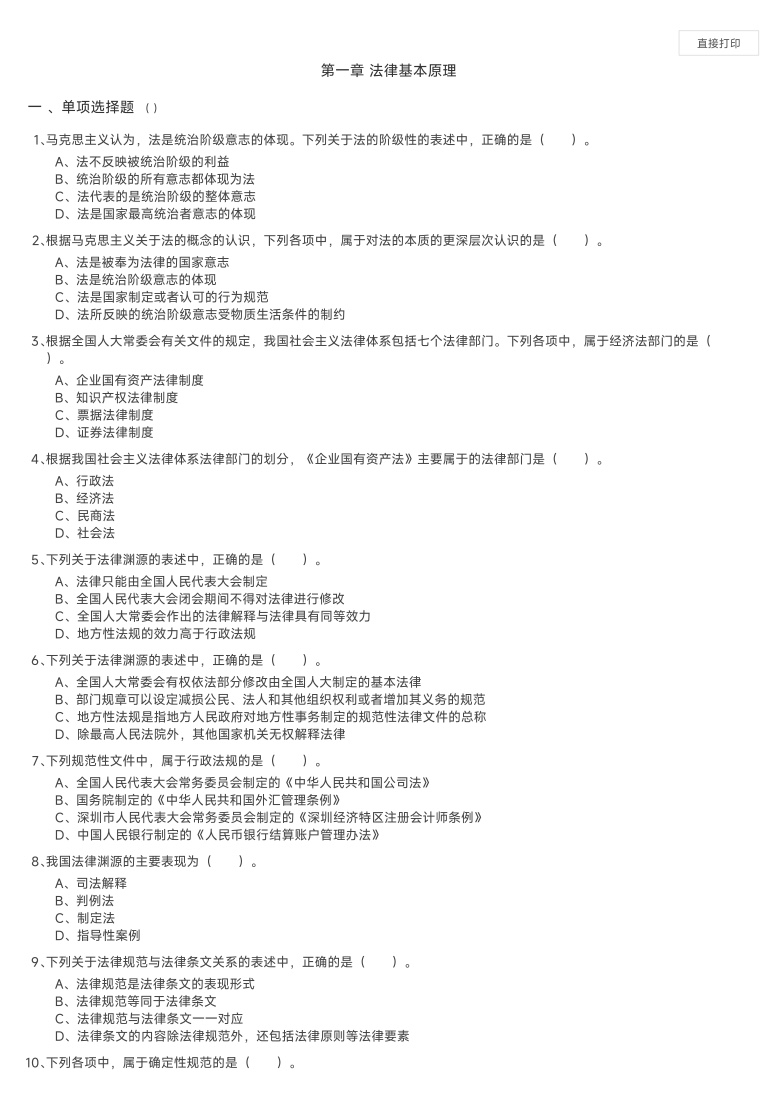 直接打印
第一章 法律基本原理
一 、单项选择题 ( )
1、马克思主义认为，法是统治阶级意志的体现。下列关于法的阶级性的表述中，正确的是（　　）。
A、法不反映被统治阶级的利益
B、统治阶级的所有意志都体现为法
C、法代表的是统治阶级的整体意志
D、法是国家最高统治者意志的体现
2、根据马克思主义关于法的概念的认识，下列各项中，属于对法的本质的更深层次认识的是（　　）。
A、法是被奉为法律的国家意志
B、法是统治阶级意志的体现
C、法是国家制定或者认可的行为规范
D、法所反映的统治阶级意志受物质生活条件的制约
3、根据全国人大常委会有关文件的规定，我国社会主义法律体系包括七个法律部门。下列各项中，属于经济法部门的是（
）。
A、企业国有资产法律制度
B、知识产权法律制度
C、票据法律制度
D、证券法律制度
4、根据我国社会主义法律体系法律部门的划分，《企业国有资产法》主要属于的法律部门是（　　）。
A、行政法
B、经济法
C、民商法
D、社会法
5、下列关于法律渊源的表述中，正确的是（　　）。
A、法律只能由全国人民代表大会制定
B、全国人民代表大会闭会期间不得对法律进行修改
C、全国人大常委会作出的法律解释与法律具有同等效力
D、地方性法规的效力高于行政法规
6、下列关于法律渊源的表述中，正确的是（　　）。
A、全国人大常委会有权依法部分修改由全国人大制定的基本法律
B、部门规章可以设定减损公民、法人和其他组织权利或者增加其义务的规范
C、地方性法规是指地方人民政府对地方性事务制定的规范性法律文件的总称
D、除最高人民法院外，其他国家机关无权解释法律
7、下列规范性文件中，属于行政法规的是（　　）。
A、全国人民代表大会常务委员会制定的《中华人民共和国公司法》
B、国务院制定的《中华人民共和国外汇管理条例》
C、深圳市人民代表大会常务委员会制定的《深圳经济特区注册会计师条例》
D、中国人民银行制定的《人民币银行结算账户管理办法》
8、我国法律渊源的主要表现为（　　）。
A、司法解释
B、判例法
C、制定法
D、指导性案例
9、下列关于法律规范与法律条文关系的表述中，正确的是（　　）。
A、法律规范是法律条文的表现形式
B、法律规范等同于法律条文
C、法律规范与法律条文一一对应
D、法律条文的内容除法律规范外，还包括法律原则等法律要素
10、下列各项中，属于确定性规范的是（　　）。